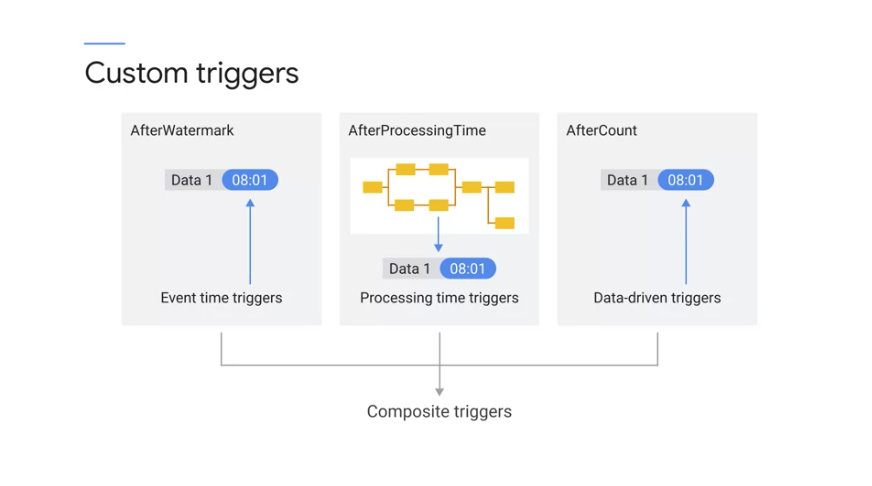 Custom triggers
AfterWatermark
Data 1 08:01
Event time triggers
AfterProcessingTime
Data 1 08:01
Processing time triggers
AfterCount
Data 1 08:01
Data-driven triggers
Composite triggers